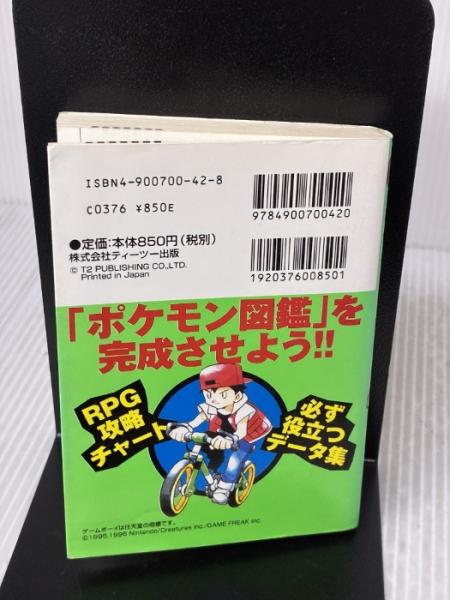 ISBN4-900700-42-8
C0376 ¥850E
9784900700420
●定価:本体850円(税別)
株式会社ティーツー出版
© T2 PUBLISHING CO.,LTD.
Printed in Japan
1920376008501
「ポケモン図鑑」を
完成させよう!!
RPG
攻略
チャート
必ず
役立つ
データ集
ゲームボーイは任天堂の商標です。
©1995,1996 Nintendo/Creatures inc./GAME FREAK inc.